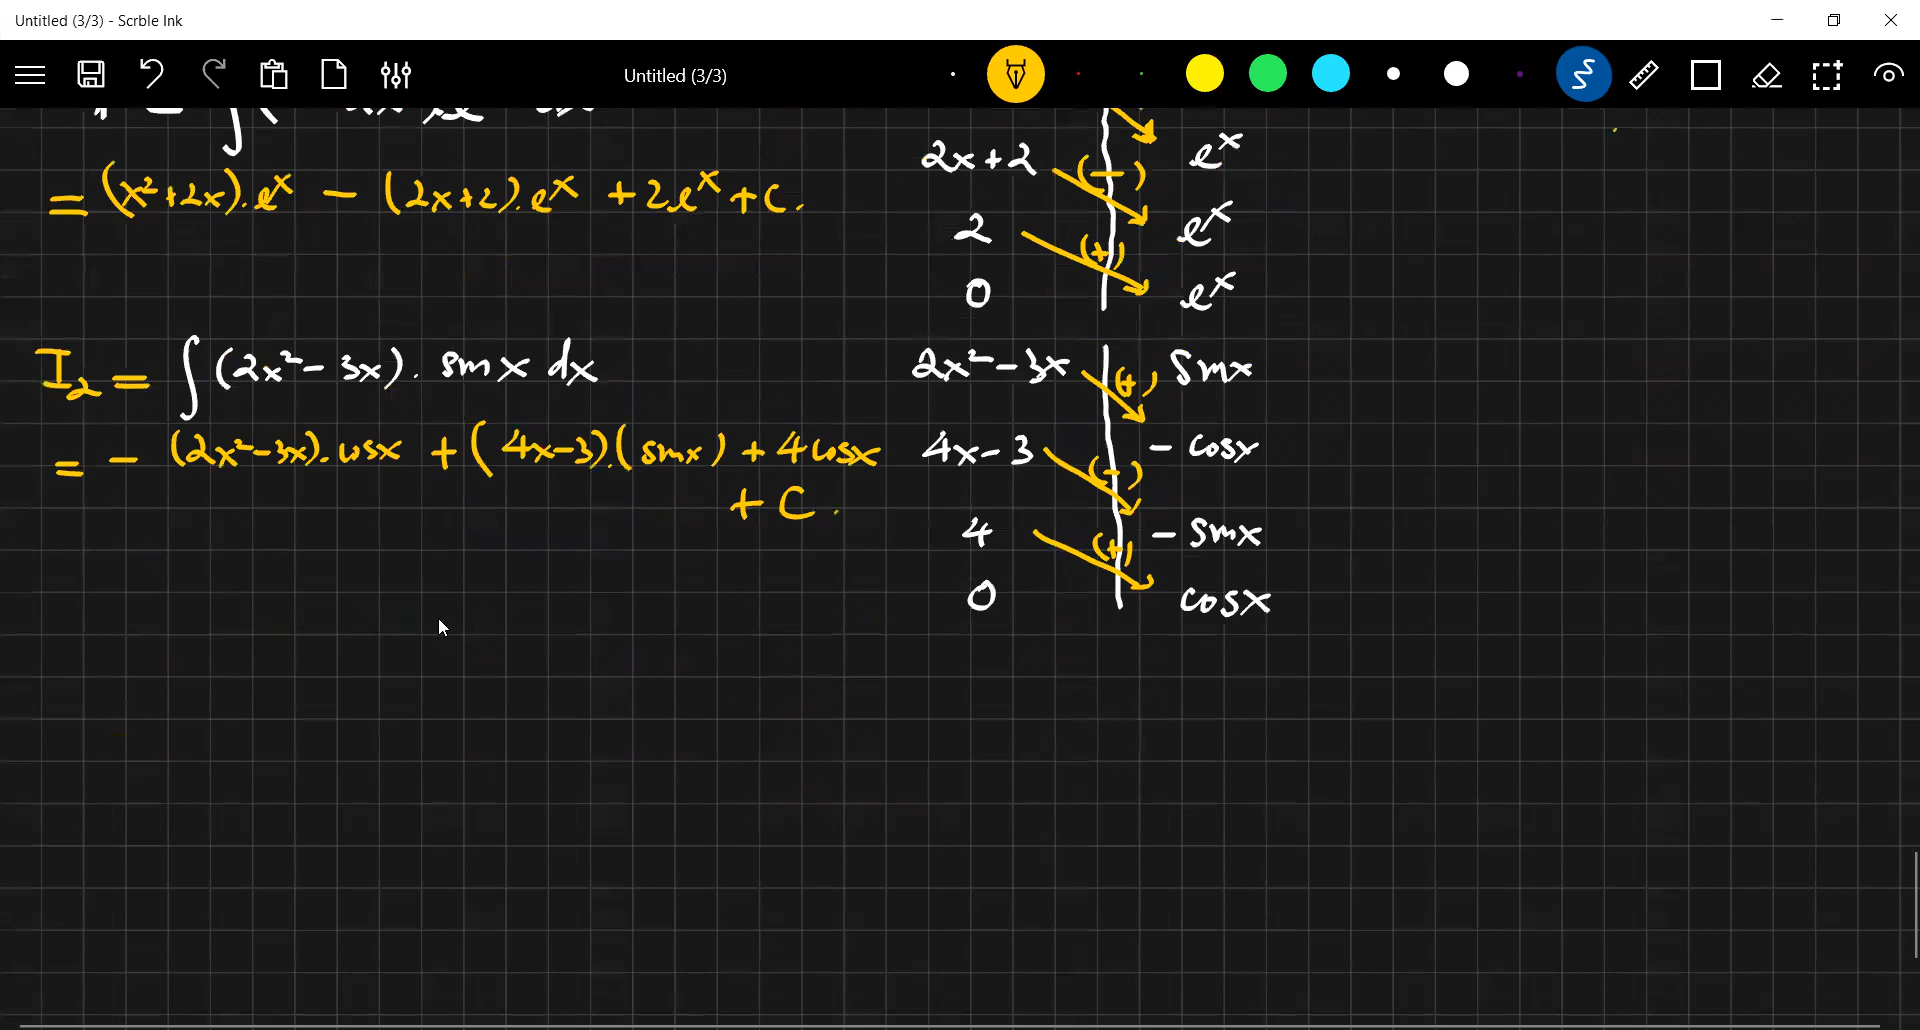 Untitled (3/3) - Scrble Ink
Untitled (3/3)
= (x²+2x).eˣ - (2x+2).eˣ + 2eˣ + C.
2x+2 (-) eˣ
2 (+) eˣ
0 eˣ
I₂ = ∫(2x²-3x). sinx dx
= - (2x²-3x).cosx + (4x-3).(sinx) + 4cosx
+ C.
2x²-3x (+) sinx
4x-3 (-) - cosx
4 (+) - sinx
0 cosx